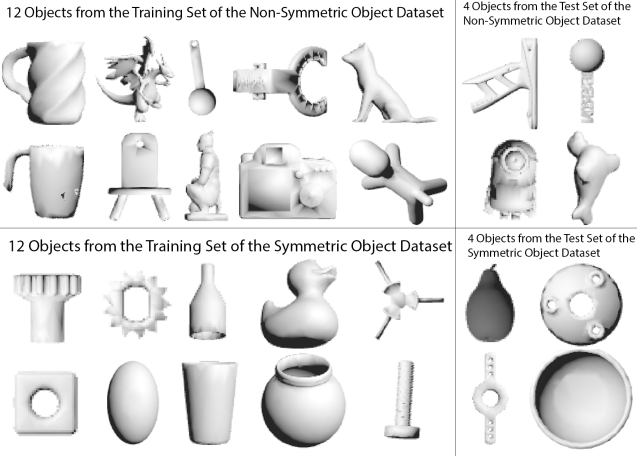 12 Objects from the Training Set of the Non-Symmetric Object Dataset
4 Objects from the Test Set of the
Non-Symmetric Object Dataset
12 Objects from the Training Set of the Symmetric Object Dataset
4 Objects from the Test Set of the
Symmetric Object Dataset